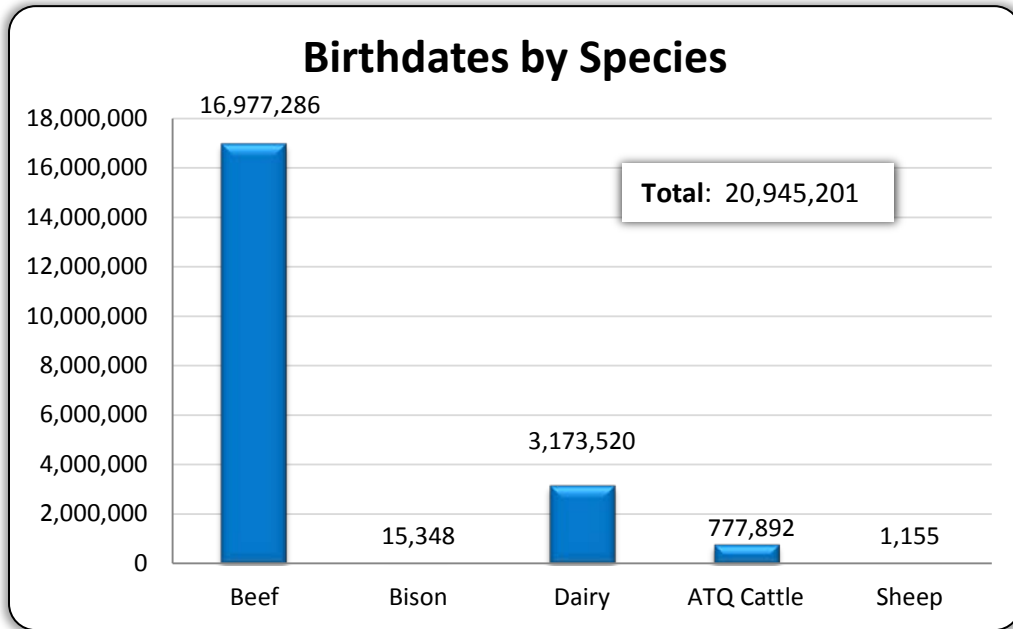 Birthdates by Species
18,000,000
16,000,000
14,000,000
12,000,000
10,000,000
8,000,000
6,000,000
4,000,000
2,000,000
0
16,977,286
15,348
3,173,520
777,892
1,155
Total: 20,945,201
Beef
Bison
Dairy
ATQ Cattle
Sheep